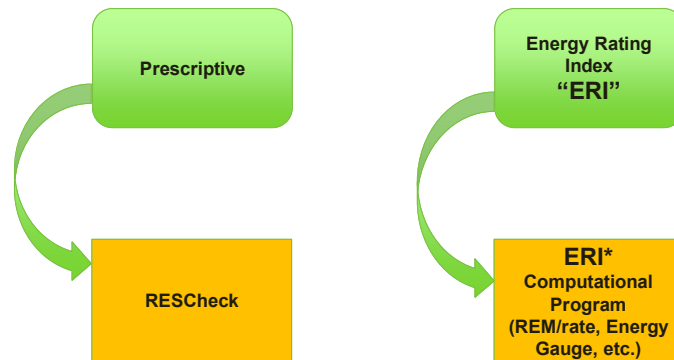 Prescriptive
Energy Rating
Index
“ERI”
RESCheck
ERI*
Computational
Program
(REM/rate, Energy
Gauge, etc.)